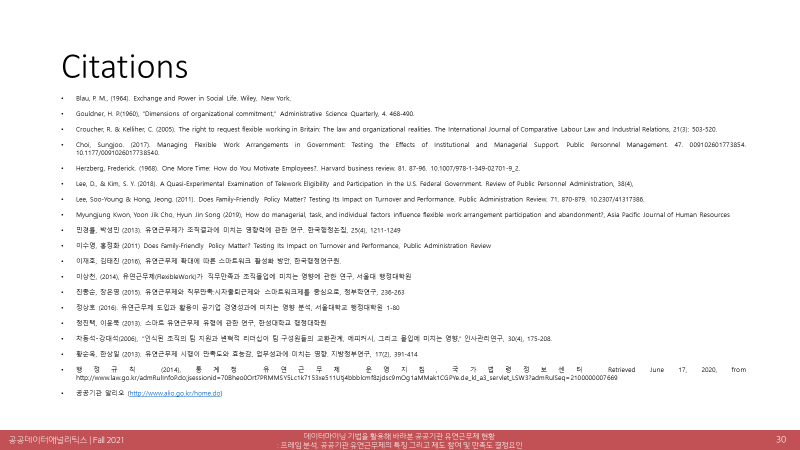 Citations
• Blau, P. M., (1964). Exchange and Power in Social Life. Wiley, New York.
• Gouldner, H. P.(1960), "Dimensions of organizational commitment," Administrative Science Quarterly, 4. 468-490.
• Croucher, R. & Kelliher, C. (2005). The right to request flexible working in Britain: The law and organizational realities. The International Journal of Comparative Labour Law and Industrial Relations, 21(3): 503-520.
• Choi, Sungjoo. (2017). Managing Flexible Work Arrangements in Government: Testing the Effects of Institutional and Managerial Support. Public Personnel Management. 47. 009102601773854.
10.1177/0091026017738540.
• Herzberg, Frederick. (1968). One More Time: How do You Motivate Employees?. Harvard business review. 81. 87-96. 10.1007/978-1-349-02701-9_2.
• Lee, D., & Kim, S. Y. (2018). A Quasi-Experimental Examination of Telework Eligibility and Participation in the U.S. Federal Government. Review of Public Personnel Administration, 38(4),
• Lee, Soo-Young & Hong, Jeong. (2011). Does Family-Friendly Policy Matter? Testing Its Impact on Turnover and Performance. Public Administration Review. 71. 870-879. 10.2307/41317386.
• Myungjung Kwon, Yoon Jik Cho, Hyun Jin Song (2019), How do managerial, task, and individual factors influence flexible work arrangement participation and abandonment?, Asia Pacific Journal of Human Resources
• 민경률, 박성민 (2013). 유연근무제가 조직결과에 미치는 영향력에 관한 연구, 한국행정논집, 25(4), 1211-1249
• 이수영, 홍정화 (2011) Does Family-Friendly Policy Matter? Testing Its Impact on Turnover and Performance, Public Administration Review
• 이재호, 김태진 (2016), 유연근무제 확대에 따른 스마트워크 활성화 방안, 한국행정연구원.
• 이상천, (2014), 유연근무제(FlexibleWork)가 직무만족과 조직몰입에 미치는 영향에 관한 연구, 서울대 행정대학원
• 진종순, 장은영 (2015). 유연근무제와 직무만족:시차출퇴근제와 스마트워크제를 중심으로, 정부학연구, 236-263
• 정상호 (2016). 유연근무제 도입과 활용이 공기업 경영성과에 미치는 영향 분석, 서울대학교 행정대학원 1-80
• 정진택, 이윤묵 (2013). 스마트 유연근무제 유형에 관한 연구, 한성대학교 행정대학원
• 차동석·강대석(2006), "인식된 조직의 팀 지원과 변혁적 리더십이 팀 구성원들의 교환관계, 메피커시, 그리고 몰입에 미치는 영향," 인사관리연구, 30(4), 175-208.
• 황순옥, 한상일 (2013). 유연근무제 시행이 만족도와 효능감, 업무성과에 미치는 영향. 지방정부연구, 17(2), 391-414
• 행정규칙 (2014), 통계청 유연근무제 운영지침, 국가법령정보센터 Retrieved June 17, 2020, from
• 공공기관 알리오 (http://www.alio.go.kr/home.do)
공공데이터애널리틱스 | Fall 2021
데이터마이닝 기법을 활용해 바라본 공공기관 유연근무제 현황
: 프레임 분석, 공공기관 유연근무제의 특징 그리고 제도 참여 및 만족도 결정요인
30